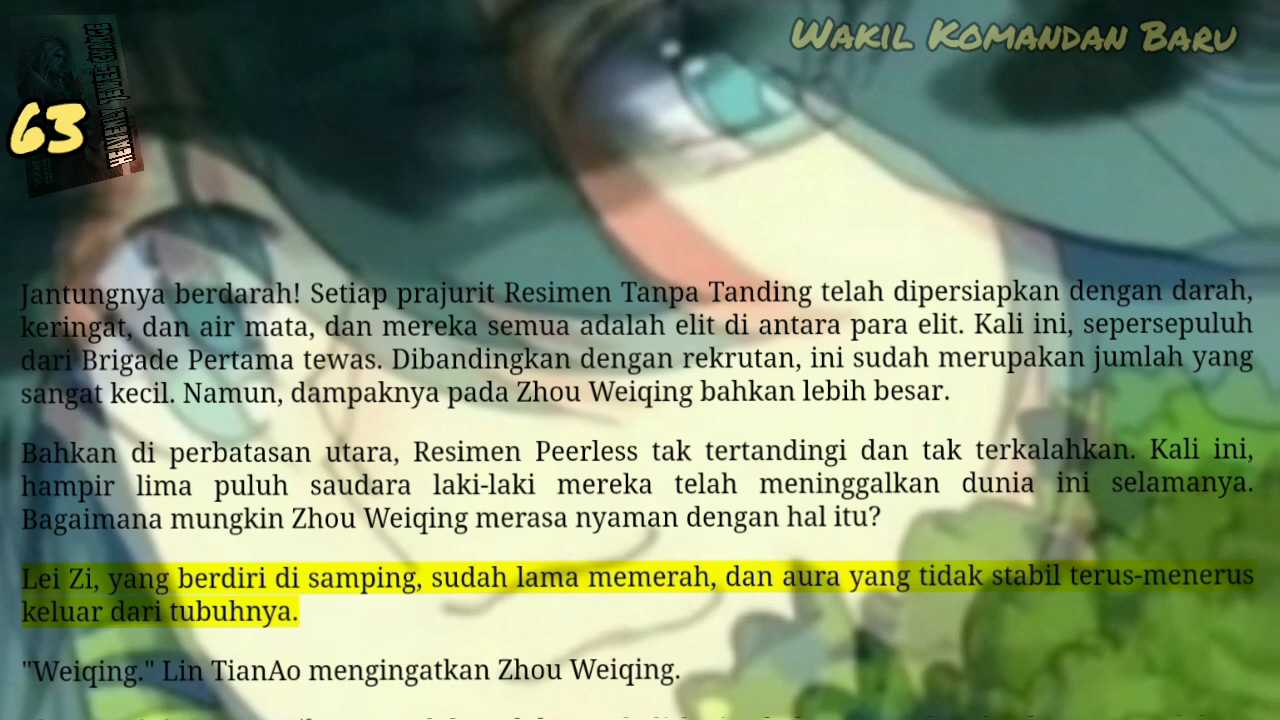 Wakil Komandan Baru
63
HEAVENLY JEWEL CHANGE
Jantungnya berdarah! Setiap prajurit Resimen Tanpa Tanding telah dipersiapkan dengan darah,
keringat, dan air mata, dan mereka semua adalah elit di antara para elit. Kali ini, sepersepuluh
dari Brigade Pertama tewas. Dibandingkan dengan rekrutan, ini sudah merupakan jumlah yang
sangat kecil. Namun, dampaknya pada Zhou Weiqing bahkan lebih besar.
Bahkan di perbatasan utara, Resimen Peerless tak tertandingi dan tak terkalahkan. Kali ini,
hampir lima puluh saudara laki-laki mereka telah meninggalkan dunia ini selamanya.
Bagaimana mungkin Zhou Weiqing merasa nyaman dengan hal itu?
Lei Zi, yang berdiri di samping, sudah lama memerah, dan aura yang tidak stabil terus-menerus
keluar dari tubuhnya.
"Weiqing." Lin TianAo mengingatkan Zhou Weiqing.